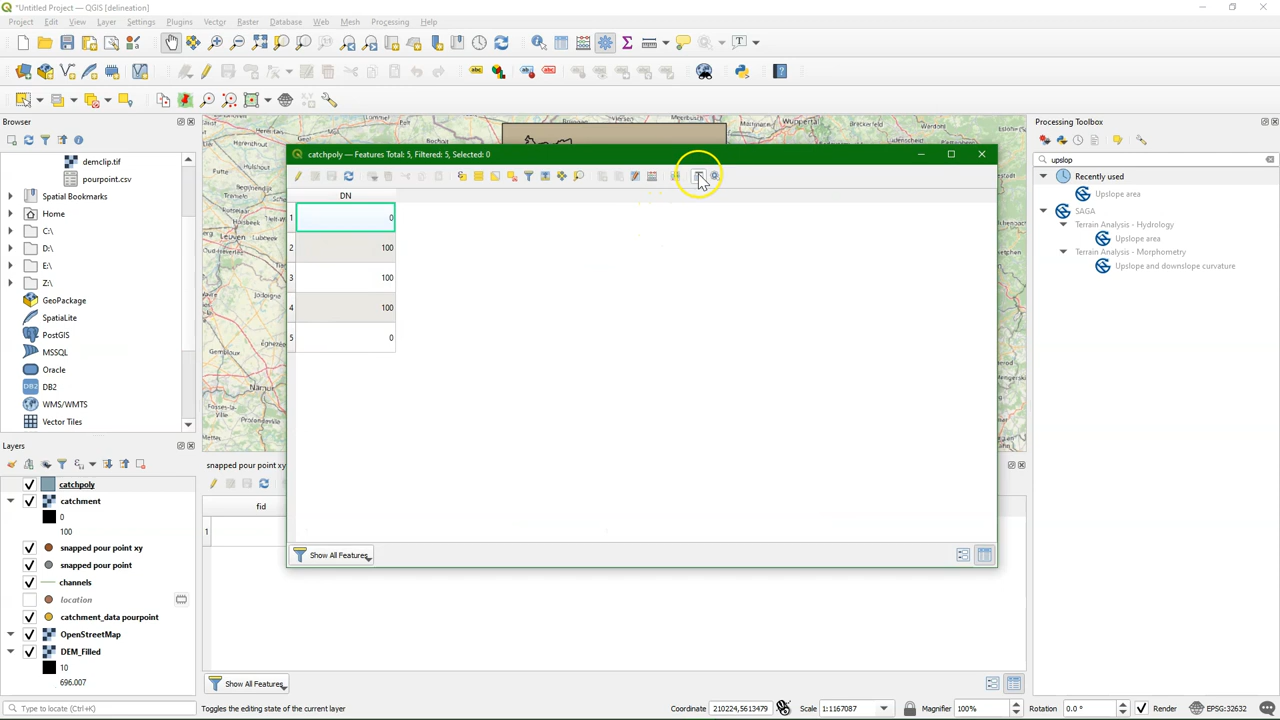 *Untitled Project — QGIS [delineation]
Project Edit View Layer Settings Plugins Vector Raster Database Web Mesh Processing Help
Browser
demclip.tif
pourpoint.csv
Spatial Bookmarks
Home
C:\
D:\
E:\
Z:\
GeoPackage
SpatiaLite
PostGIS
MSSQL
Oracle
DB2
WMS/WMTS
Vector Tiles
Layers
catchpoly
catchment
0
100
snapped pour point xy
snapped pour point
channels
location
catchment_data pourpoint
OpenStreetMap
DEM_Filled
10
696.007
Wuppertal
Leuven
Jodoigne
Gembloux
Namur
catchpoly — Features Total: 5, Filtered: 5, Selected: 0
DN
1 0
2 100
3 100
4 100
5 0
Show All Features
snapped pour point xy
fid
1
Show All Features
Processing Toolbox
upslop
Recently used
Upslope area
SAGA
Terrain Analysis - Hydrology
Upslope area
Terrain Analysis - Morphometry
Upslope and downslope curvature
Type to locate (Ctrl+K)
Toggles the editing state of the current layer
Coordinate 210224,5613479
Scale 1:1167087
Magnifier 100%
Rotation 0.0 °
Render
EPSG:32632